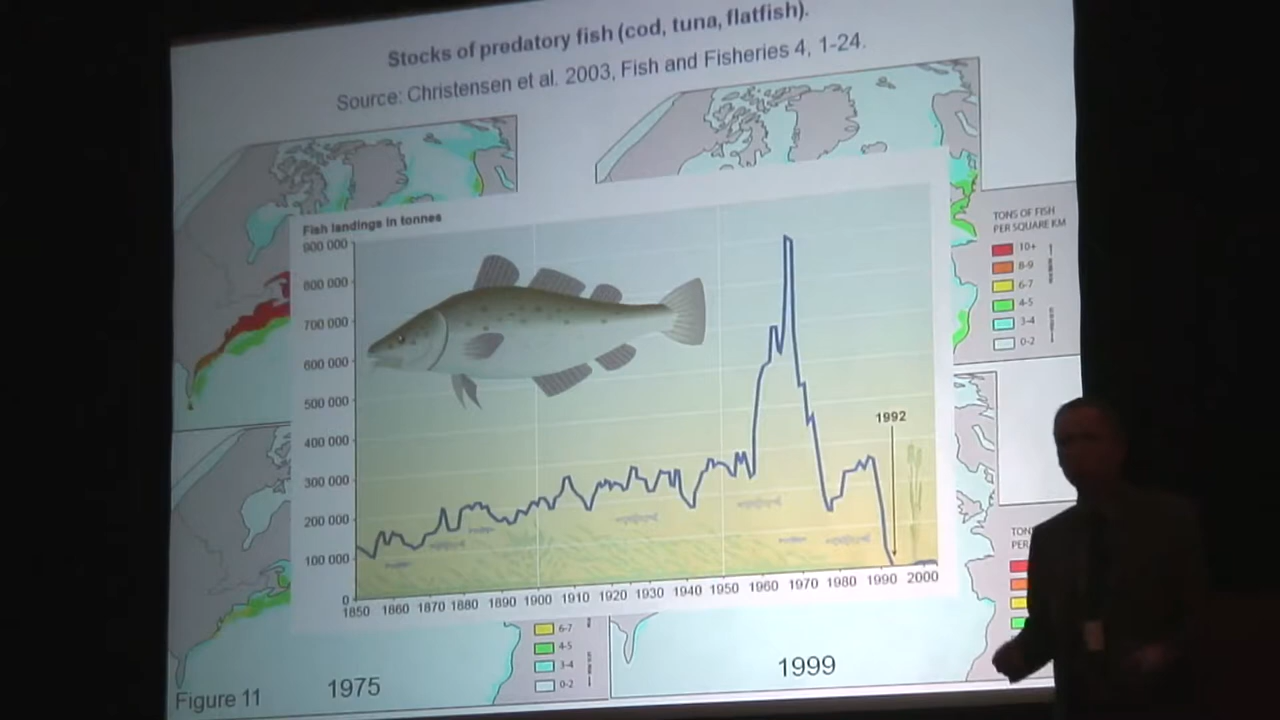 Stocks of predatory fish (cod, tuna, flatfish).
Source: Christensen et al. 2003, Fish and Fisheries 4, 1-24.
Fish landings in tonnes
900 000
800 000
700 000
600 000
500 000
400 000
300 000
200 000
100 000
0
1850 1860 1870 1880 1890 1900 1910 1920 1930 1940 1950 1960 1970 1980 1990 2000
1992
TONS OF FISH
PER SQUARE KM
10+
8-9
6-7
4-5
3-4
0-2
TON
PER
6-7
4-5
3-4
0-2
Figure 11
1975
1999